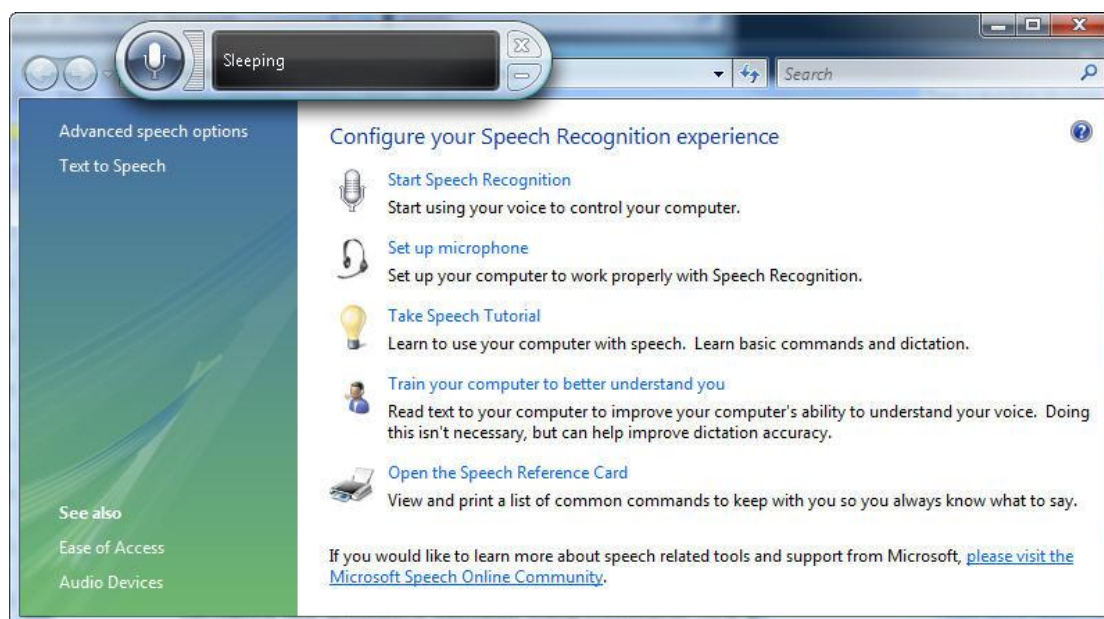 Sleeping
Search
Advanced speech options
Text to Speech
Configure your Speech Recognition experience
Start Speech Recognition
Start using your voice to control your computer.
Set up microphone
Set up your computer to work properly with Speech Recognition.
Take Speech Tutorial
Learn to use your computer with speech.  Learn basic commands and dictation.
Train your computer to better understand you
Read text to your computer to improve your computer's ability to understand your voice.  Doing
this isn't necessary, but can help improve dictation accuracy.
Open the Speech Reference Card
View and print a list of common commands to keep with you so you always know what to say.
See also
Ease of Access
Audio Devices
If you would like to learn more about speech related tools and support from Microsoft, please visit the
Microsoft Speech Online Community.